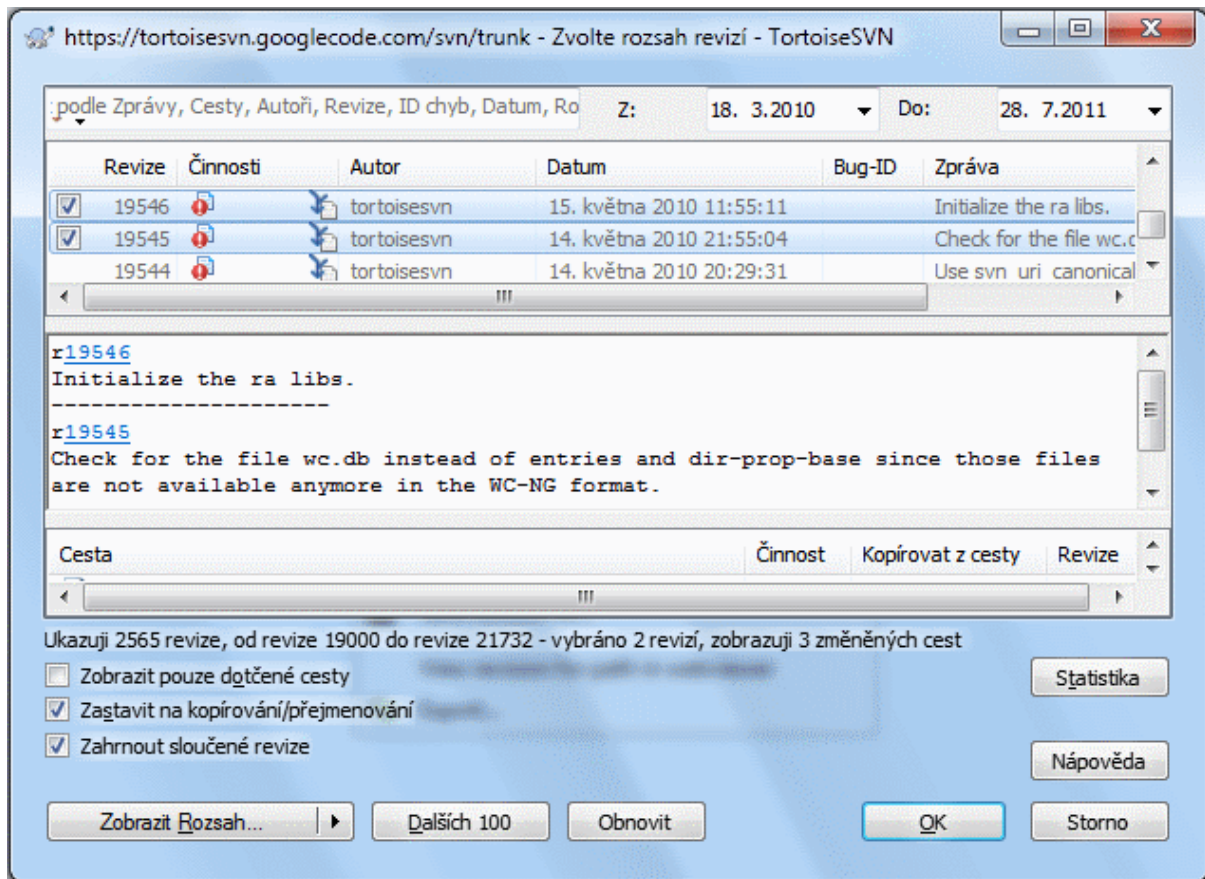 https://tortoisesvn.googlecode.com/svn/trunk - Zvolte rozsah revizí - TortoiseSVN
podle Zprávy, Cesty, Autoři, Revize, ID chyb, Datum, Ro Z: 18. 3.2010 Do: 28. 7.2011
Revize Činnosti Autor Datum Bug-ID Zpráva
19546 tortoisesvn 15. května 2010 11:55:11 Initialize the ra libs.
19545 tortoisesvn 14. května 2010 21:55:04 Check for the file wc.d
19544 tortoisesvn 14. května 2010 20:29:31 Use svn uri canonical
r19546
Initialize the ra libs.
----------------------
r19545
Check for the file wc.db instead of entries and dir-prop-base since those files
are not available anymore in the WC-NG format.
Cesta Činnost Kopírovat z cesty Revize
Ukazuji 2565 revize, od revize 19000 do revize 21732 - vybráno 2 revizí, zobrazuji 3 změněných cest
Zobrazit pouze dotčené cesty
Statistika
Zastavit na kopírování/přejmenování
Zahrnout sloučené revize
Nápověda
Zobrazit Rozsah... Dalších 100 Obnovit OK Storno